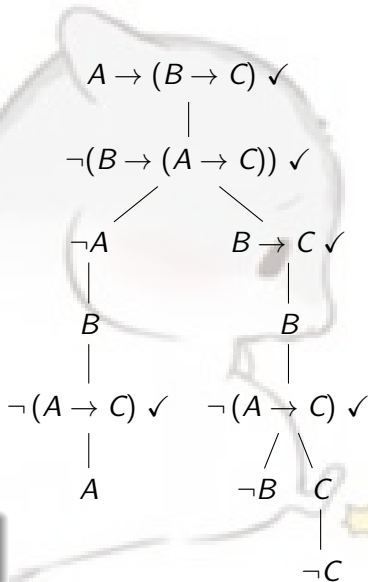 A → (B → C) ✓
¬(B → (A → C)) ✓
¬A B → C ✓
B B
¬(A → C) ✓ ¬(A → C) ✓
A ¬B C
¬C